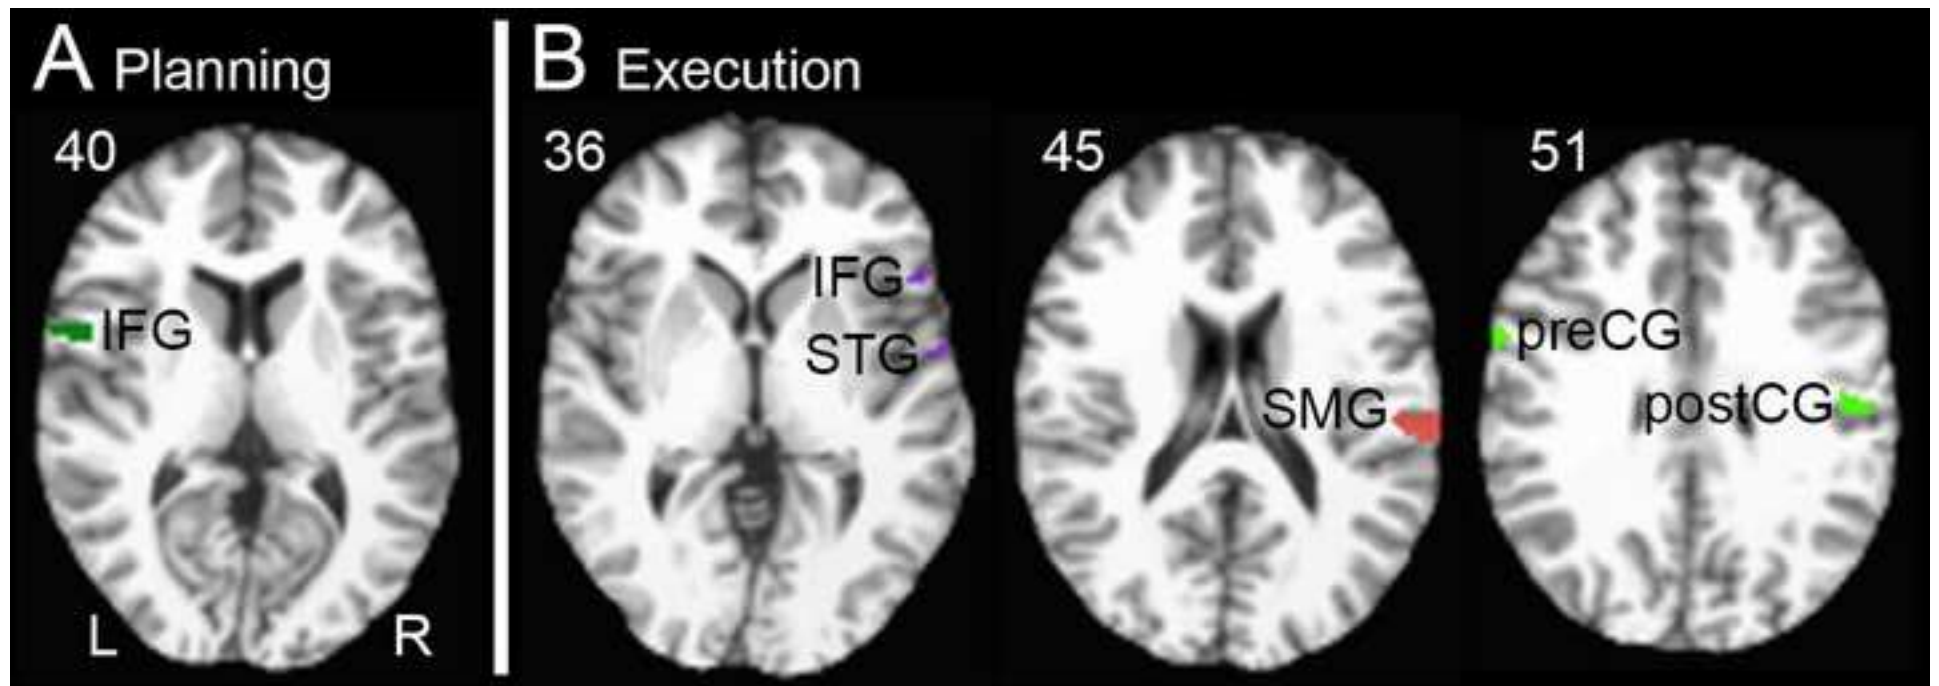 A Planning
40
IFG
L R
B Execution
36
IFG
STG
45
SMG
51
preCG
postCG